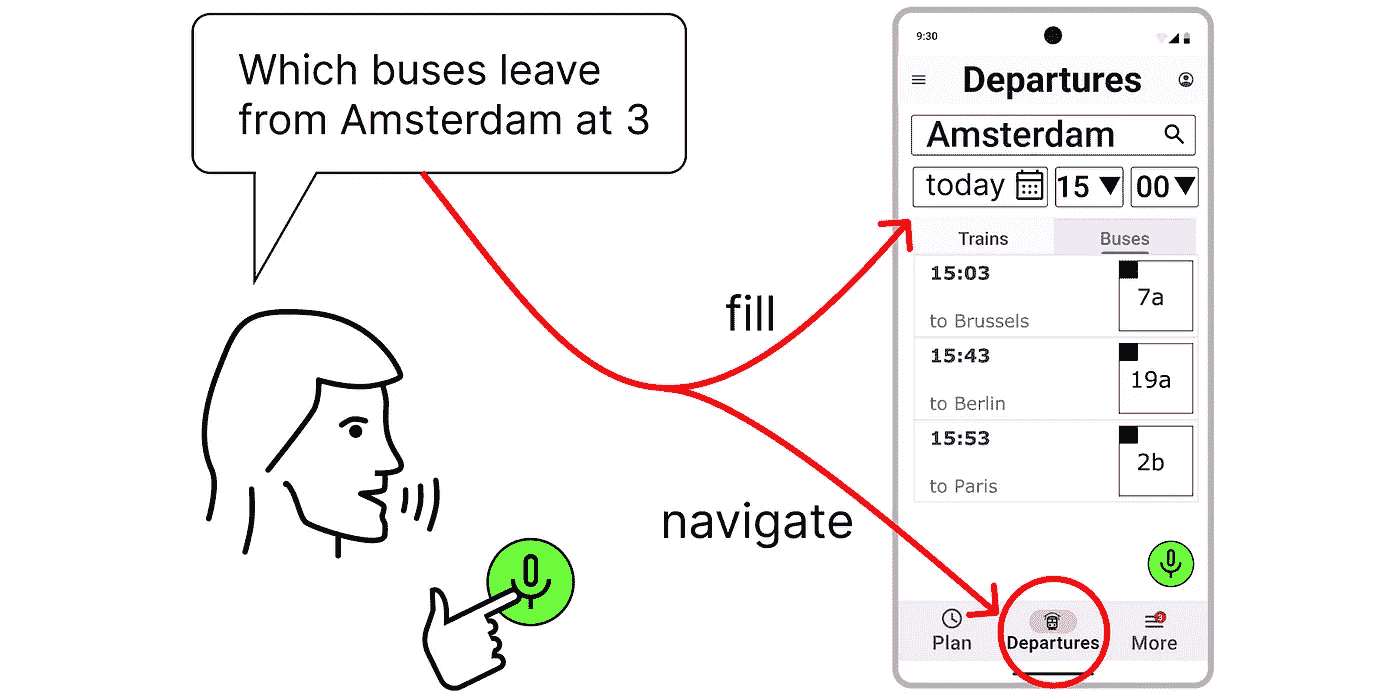 Which buses leave
from Amsterdam at 3
fill
navigate
9:30
Departures
Amsterdam
today 15 00
Trains Buses
15:03
7a
to Brussels
15:43
19a
to Berlin
15:53
2b
to Paris
3
Plan Departures More